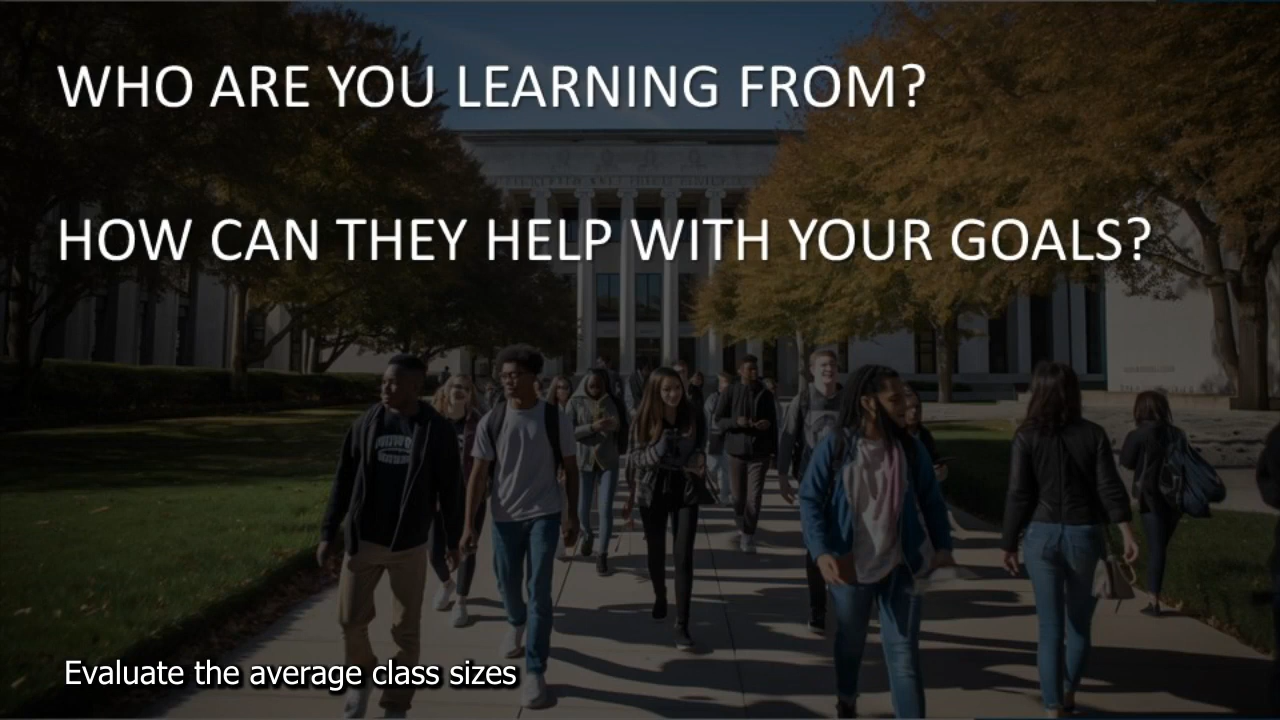 WHO ARE YOU LEARNING FROM?
HOW CAN THEY HELP WITH YOUR GOALS?
Evaluate the average class sizes